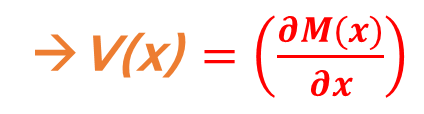 → V(x) = (∂M(x)/∂x)